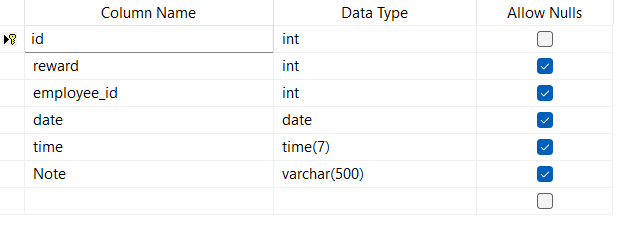 Column Name Data Type Allow Nulls
id int
reward int
employee_id int
date date
time time(7)
Note varchar(500)